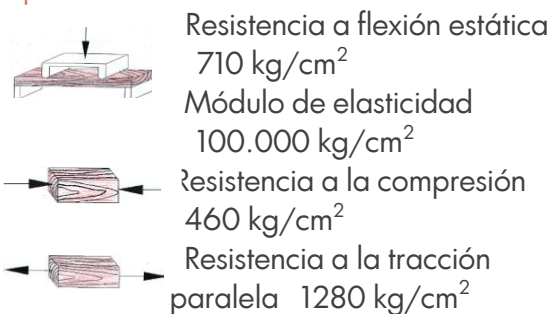 Resistencia a flexión estática
710 kg/cm²
Módulo de elasticidad
100.000 kg/cm²
Resistencia a la compresión
460 kg/cm²
Resistencia a la tracción
paralela 1280 kg/cm²